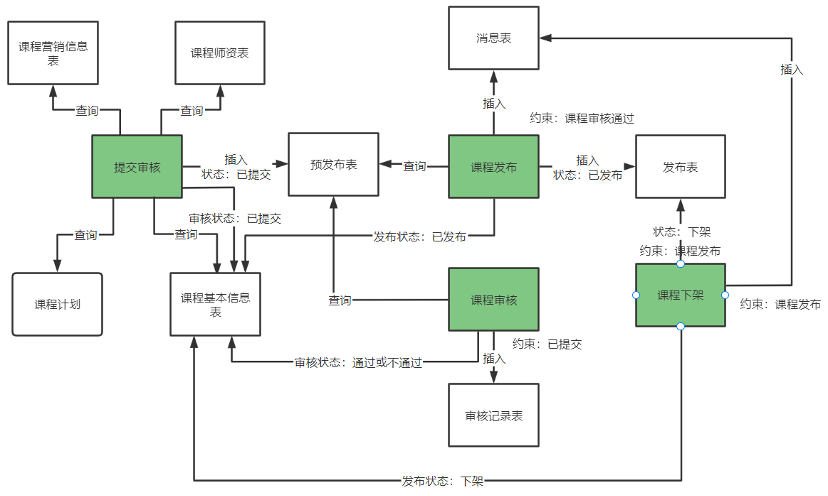 课程营销信息
表
课程师资表
消息表
插入
查询
查询
插入
约束：课程审核通过
提交审核
插入
状态：已提交
预发布表
查询
课程发布
插入
状态：已发布
发布表
审核状态：已提交
查询
查询
发布状态：已发布
状态：下架
约束：课程发布
课程计划
课程基本信息
表
查询
课程审核
课程下架
约束：课程发布
约束：已提交
审核状态：通过或不通过
插入
审核记录表
发布状态：下架